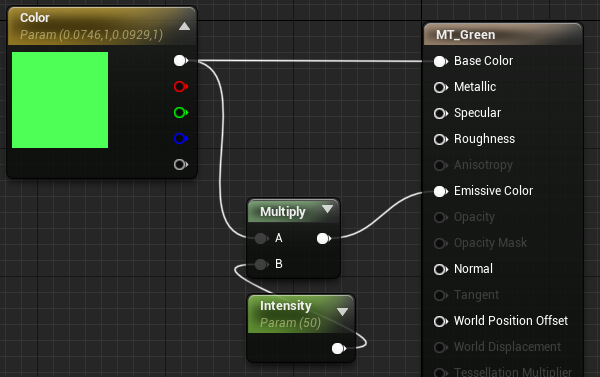 Color
Param (0.0746,1,0.0929,1)
MT_Green
Base Color
Metallic
Specular
Roughness
Anisotropy
Emissive Color
Opacity
Opacity Mask
Normal
Tangent
World Position Offset
World Displacement
Tessellation Multiplier
Multiply
A
B
Intensity
Param (50)